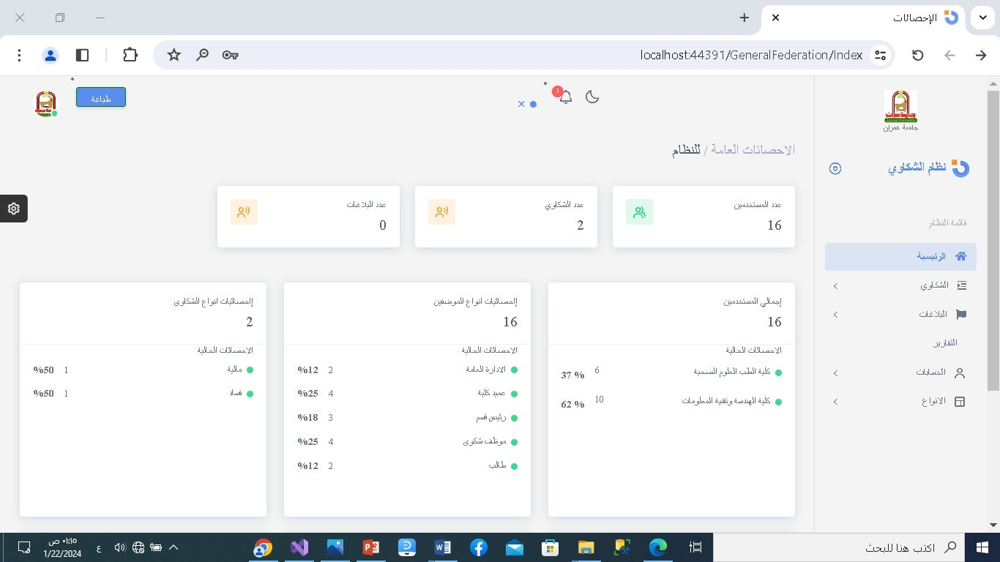 الإحصائات
localhost:44391/GeneralFederation/Index
جامعة عمران
نظام الشكاوي
قائمة النظام
الرئيسية
الشكاوي
البلاغات
التقارير
الحسابات
الانواع
3
طباعة
الاحصائات العامة / للنظام
عدد المستخدمين
16
عدد الشكاوي
2
عدد البلاغات
0
إجمالي المستخدمين
16
الاحصائات الحالية
كلية الطب العلوم الصحية 6 37 %
كلية الهندسة وتقنية المعلومات 10 62 %
إاحصائيات انواع الموضفين
16
الاحصائات الحالية
الادارة العامة 2 %12
عميد كلية 4 %25
رئيس قسم 3 %18
موظف شكوى 4 %25
طالب 2 %12
إاحصائيات انواع الشكاوى
2
الاحصائات الحالية
مالية 1 %50
فساد 1 %50
اكتب هنا للبحث
ع
٠١:١٥ ص
1/22/2024